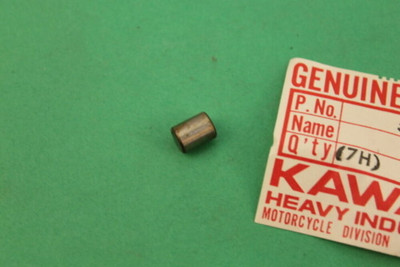 GENUINE
P. No.
Name
Q'ty (7H)
KAWA
HEAVY INDU
MOTORCYCLE DIVISION